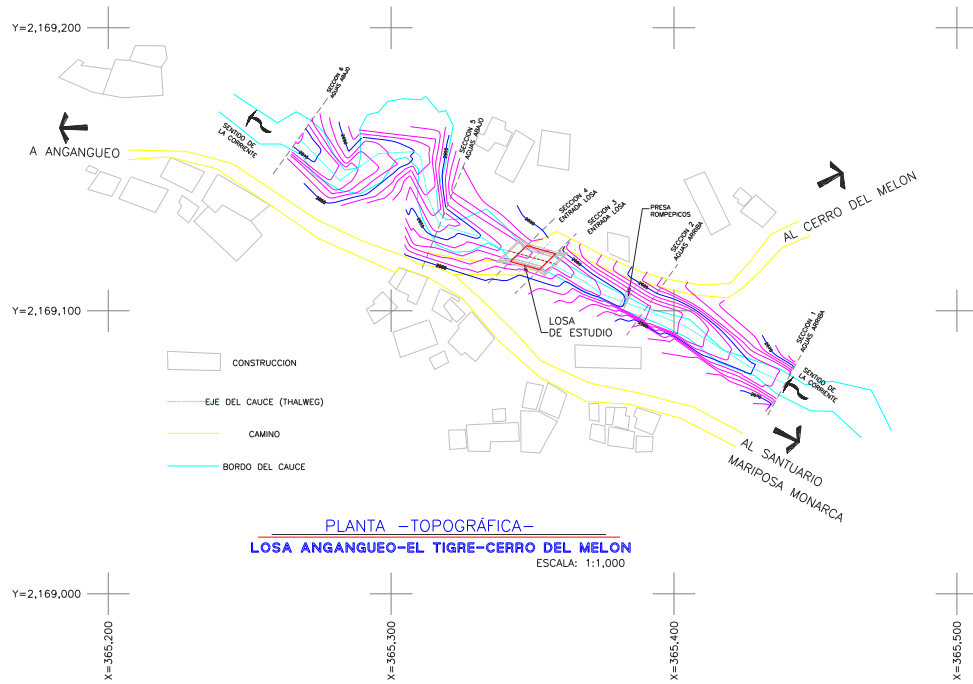 Y=2,169,200
SECCION 6
AGUAS ABAJO
SENTIDO DE
LA CORRIENTE
A ANGANGUEO
SECCION 5
AGUAS ABAJO
SECCION 4
ENTRADA LOSA
SECCION 3
ENTRADA LOSA
PRESA
ROMPEPICOS
SECCION 2
AGUAS ARRIBA
AL CERRO DEL MELON
Y=2,169,100
LOSA
DE ESTUDIO
SECCION 1
AGUAS ARRIBA
SENTIDO DE
LA CORRIENTE
CONSTRUCCION
EJE DEL CAUCE (THALWEG)
CAMINO
BORDO DEL CAUCE
AL SANTUARIO
MARIPOSA MONARCA
PLANTA -TOPOGRÁFICA-
LOSA ANGANGUEO-EL TIGRE-CERRO DEL MELON
ESCALA: 1:1,000
Y=2,169,000
X=365,200
X=365,300
X=365,400
X=365,500